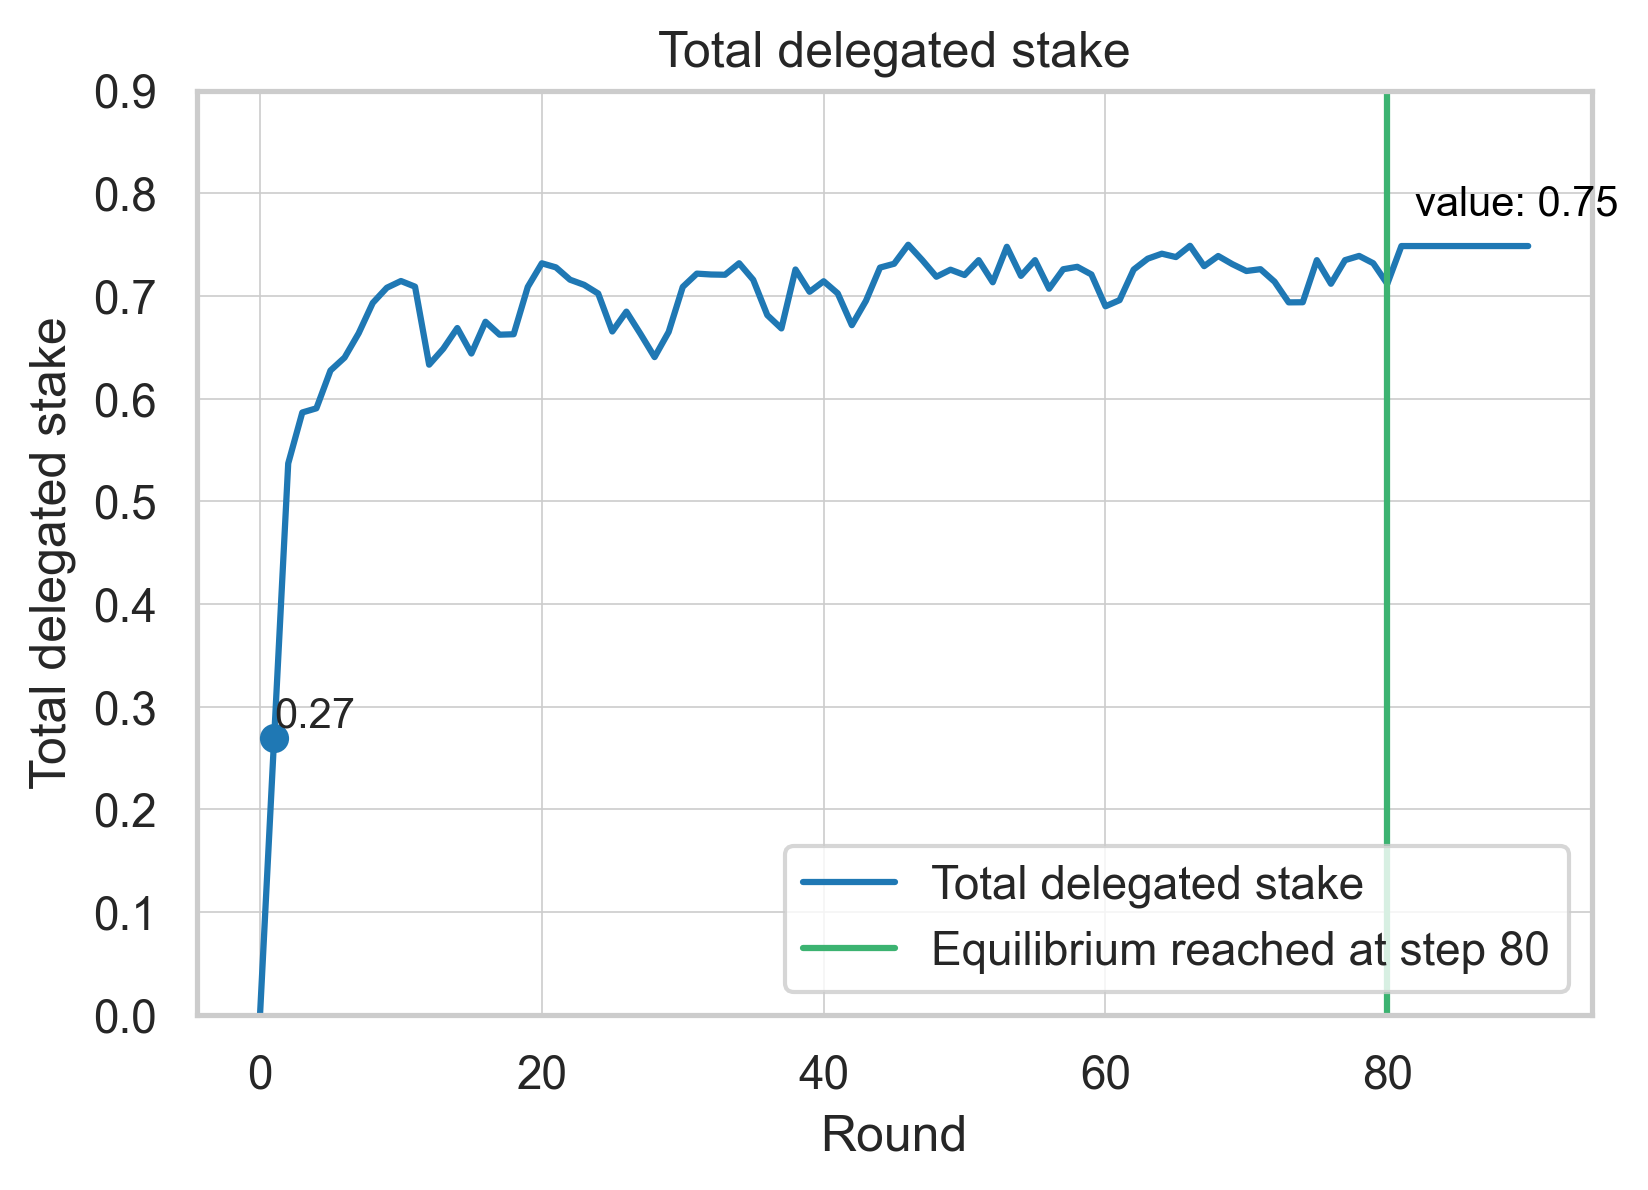 Total delegated stake
0.9
0.8
0.7
0.6
0.5
0.4
0.3
0.2
0.1
0.0
Total delegated stake
value: 0.75
0.27
Total delegated stake
Equilibrium reached at step 80
0
20
40
60
80
Round